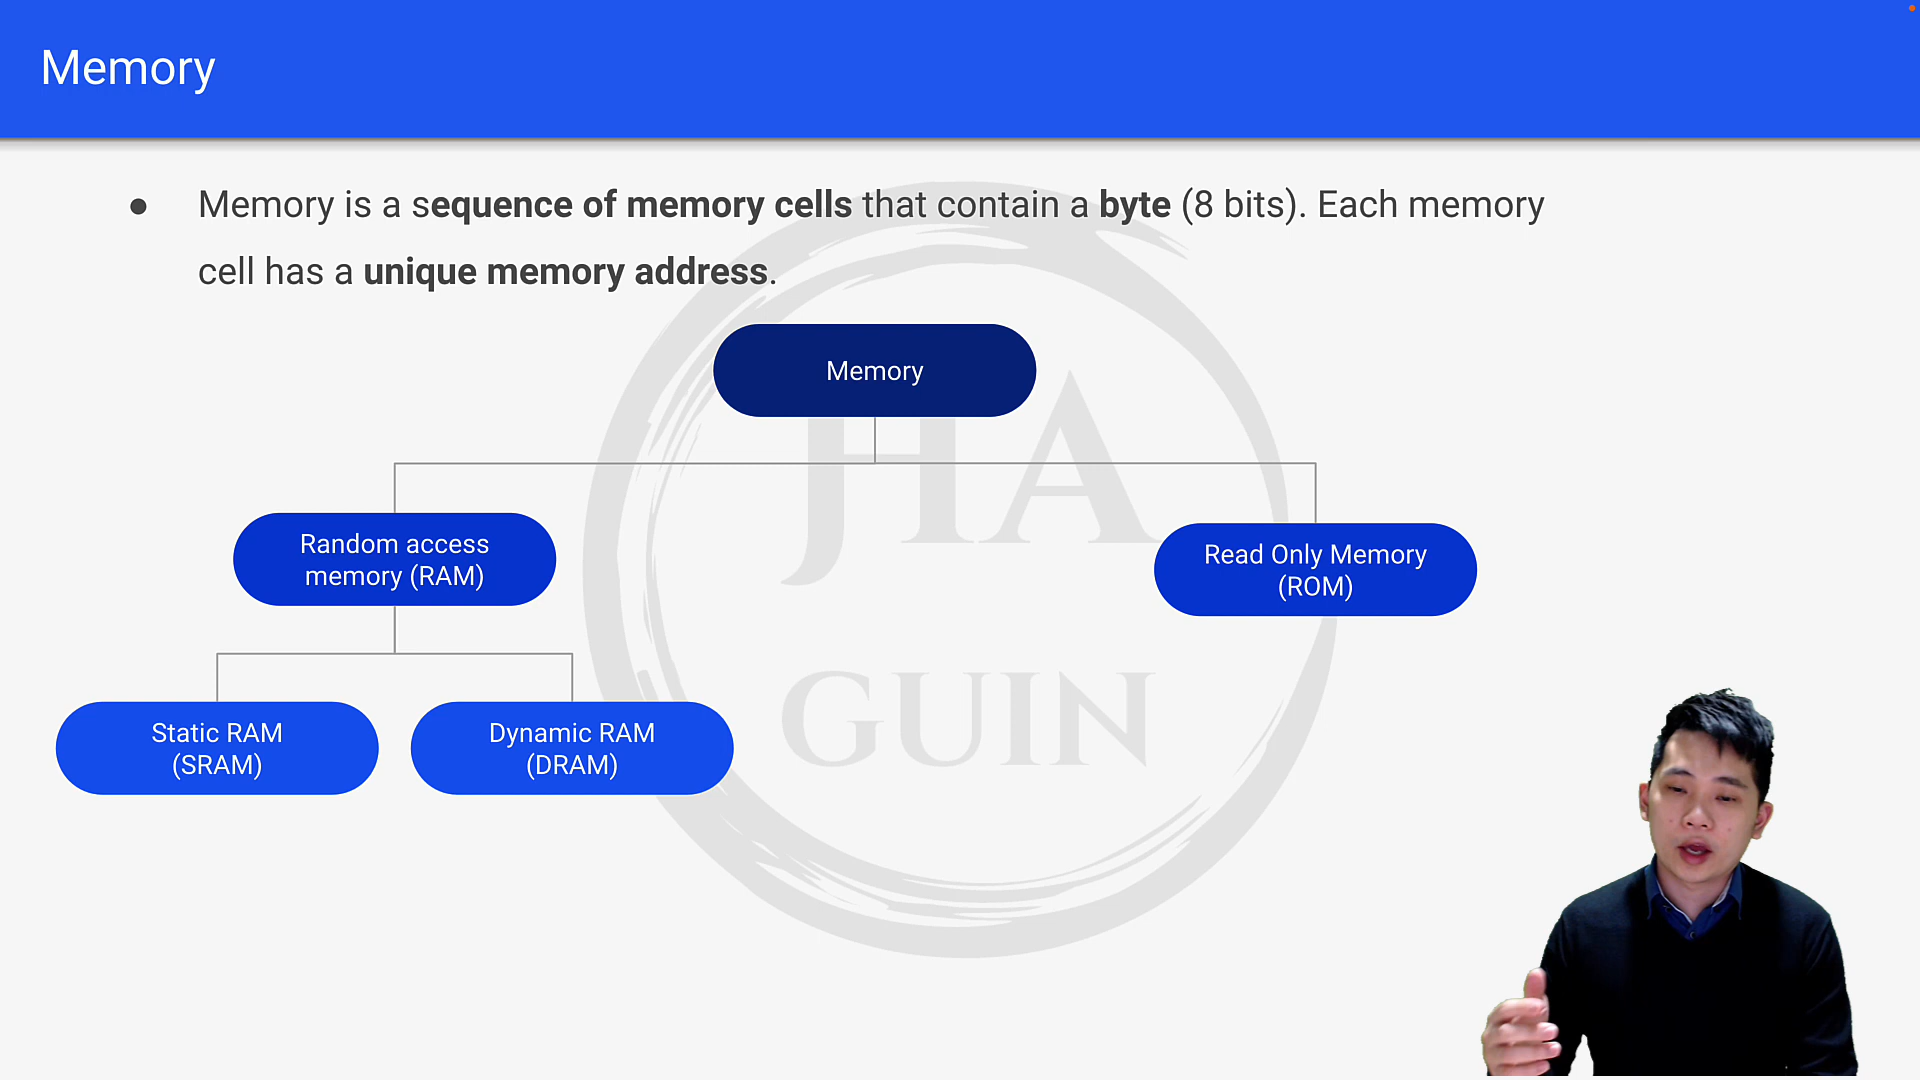 Memory
● Memory is a sequence of memory cells that contain a byte (8 bits). Each memory
cell has a unique memory address.
Memory
Random access
memory (RAM)
Read Only Memory
(ROM)
Static RAM
(SRAM)
Dynamic RAM
(DRAM)
JIA
GUIN